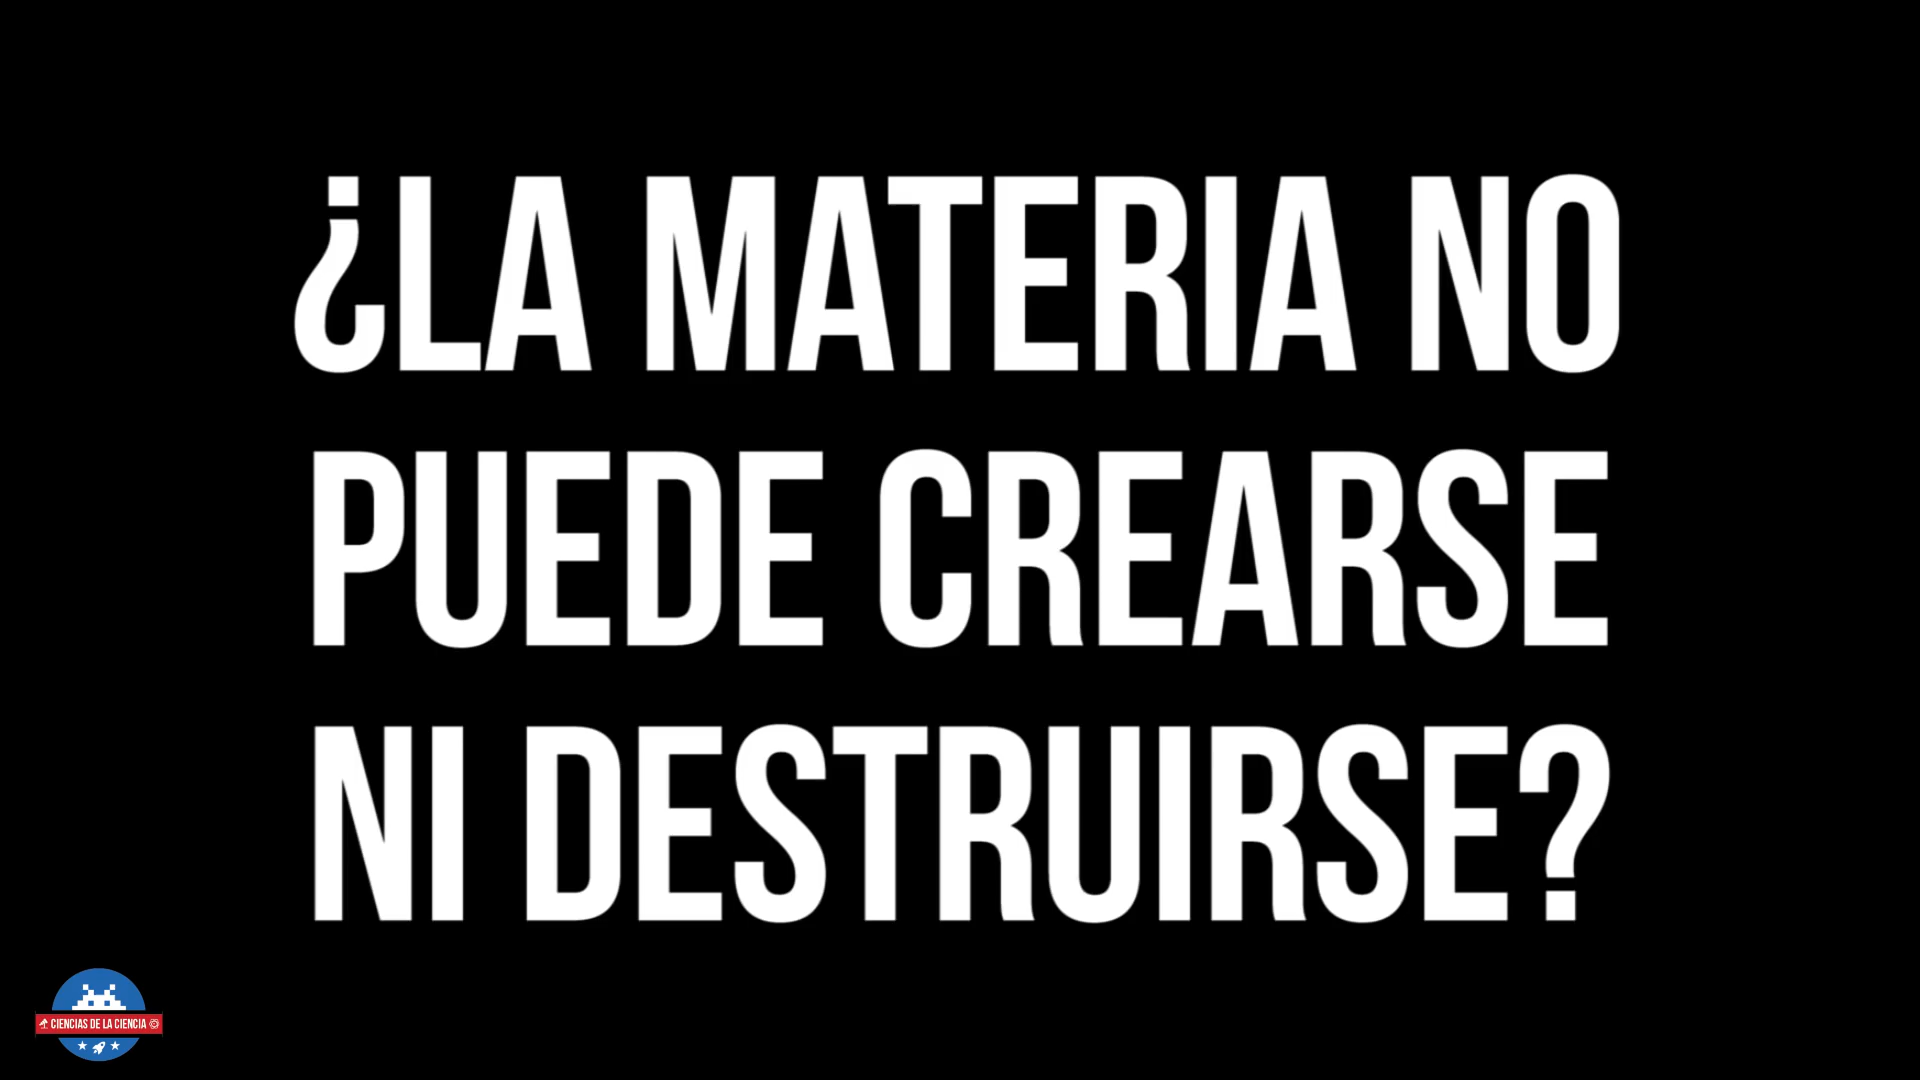 ¿LA MATERIA NO
PUEDE CREARSE
NI DESTRUIRSE?
CIENCIAS DE LA CIENCIA